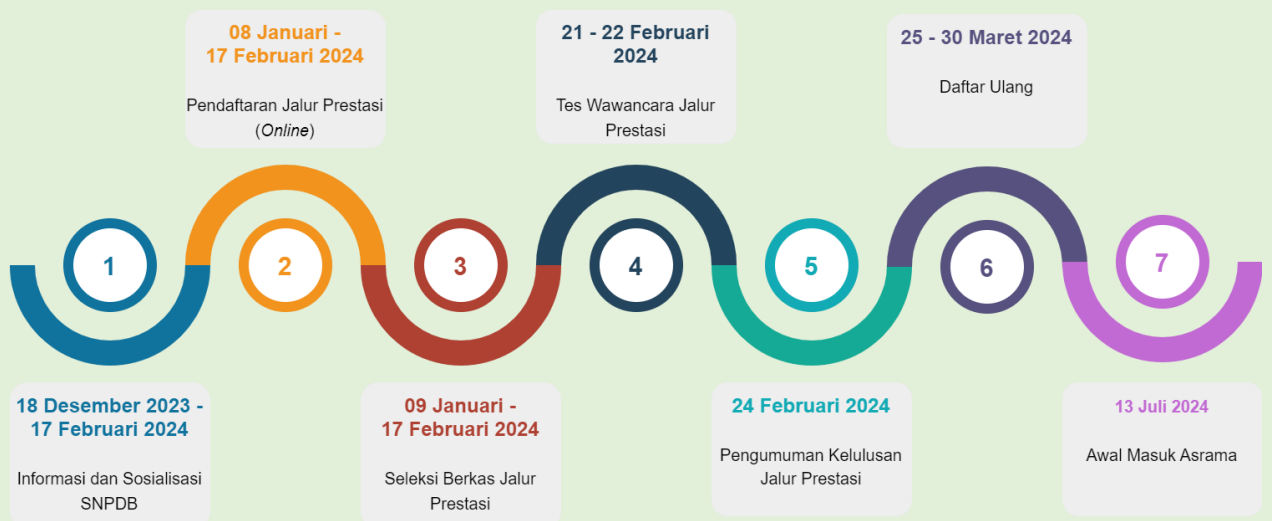 08 Januari -
17 Februari 2024
Pendaftaran Jalur Prestasi
(Online)
21 - 22 Februari
2024
Tes Wawancara Jalur
Prestasi
25 - 30 Maret 2024
Daftar Ulang
1
2
3
4
5
6
7
18 Desember 2023 -
17 Februari 2024
Informasi dan Sosialisasi
SNPDB
09 Januari -
17 Februari 2024
Seleksi Berkas Jalur
Prestasi
24 Februari 2024
Pengumuman Kelulusan
Jalur Prestasi
13 Juli 2024
Awal Masuk Asrama